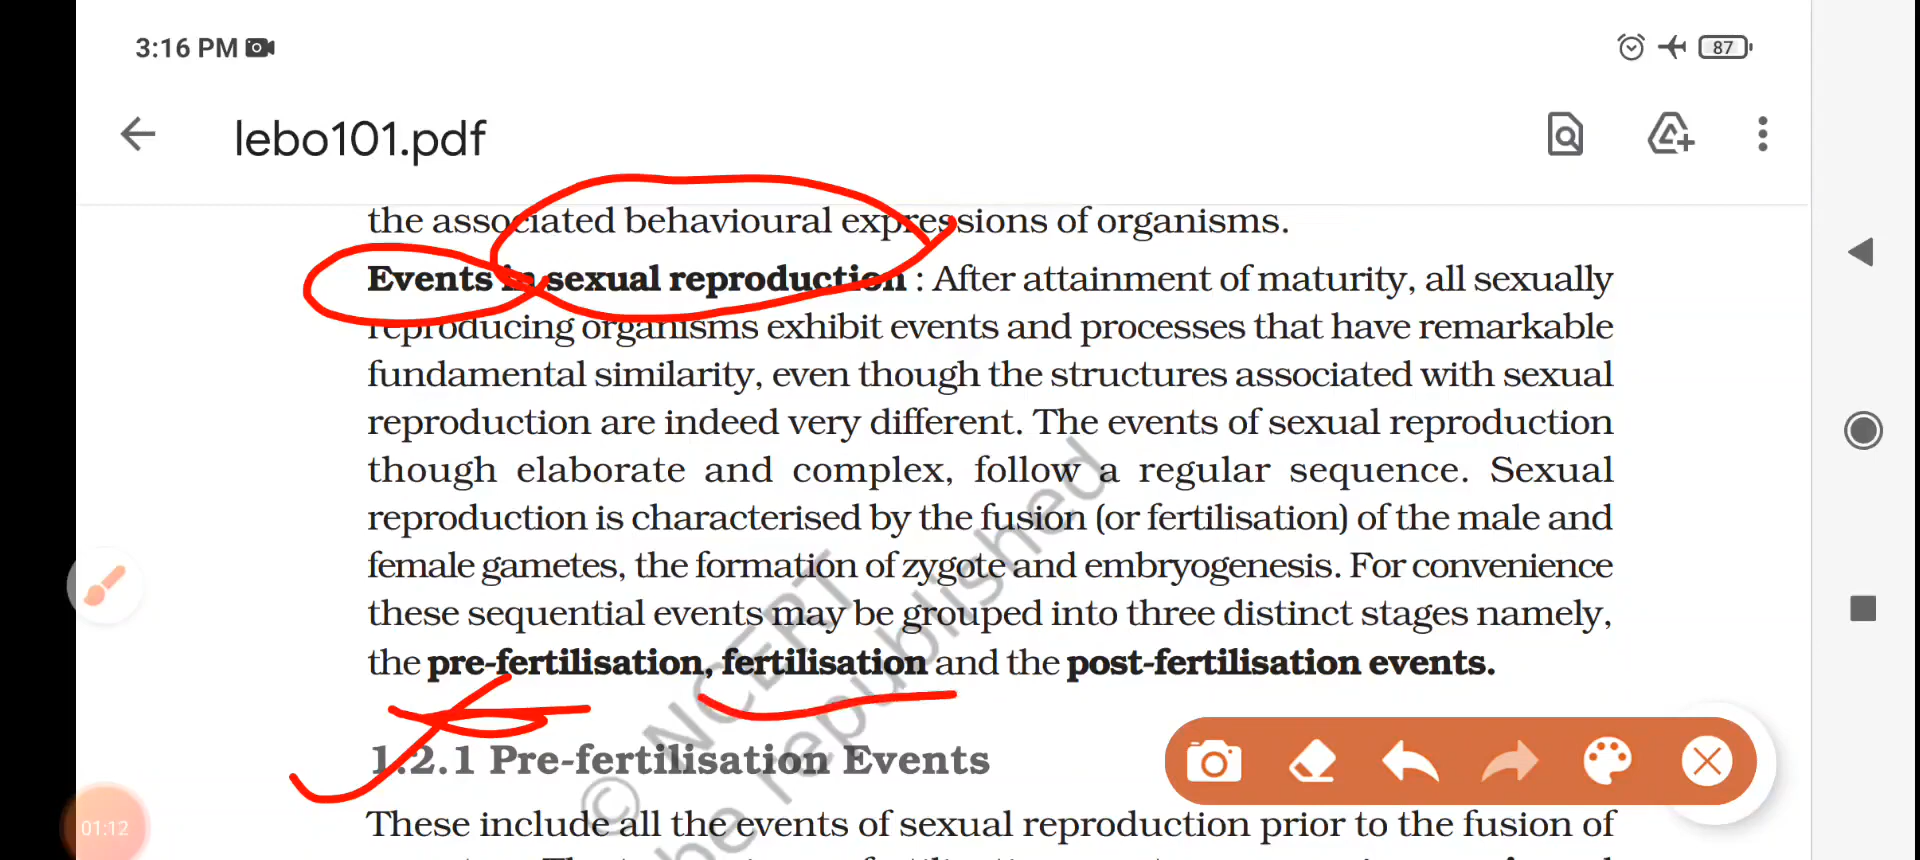 3:16 PM
87
lebo101.pdf
the associated behavioural expressions of organisms.
Events in sexual reproduction : After attainment of maturity, all sexually
reproducing organisms exhibit events and processes that have remarkable
fundamental similarity, even though the structures associated with sexual
reproduction are indeed very different. The events of sexual reproduction
though elaborate and complex, follow a regular sequence. Sexual
reproduction is characterised by the fusion (or fertilisation) of the male and
female gametes, the formation of zygote and embryogenesis. For convenience
these sequential events may be grouped into three distinct stages namely,
the pre-fertilisation, fertilisation and the post-fertilisation events.
1.2.1 Pre-fertilisation Events
These include all the events of sexual reproduction prior to the fusion of
© NCERT
be republished
01:12